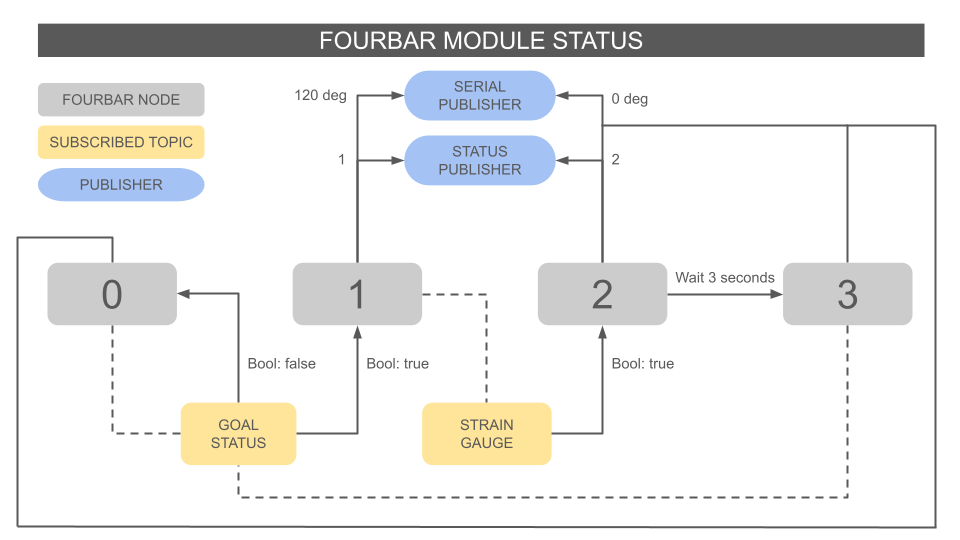 FOURBAR MODULE STATUS
FOURBAR NODE
SUBSCRIBED TOPIC
PUBLISHER
120 deg
SERIAL
PUBLISHER
0 deg
1
STATUS
PUBLISHER
2
0
1
2
Wait 3 seconds
3
Bool: false
Bool: true
Bool: true
GOAL
STATUS
STRAIN
GAUGE